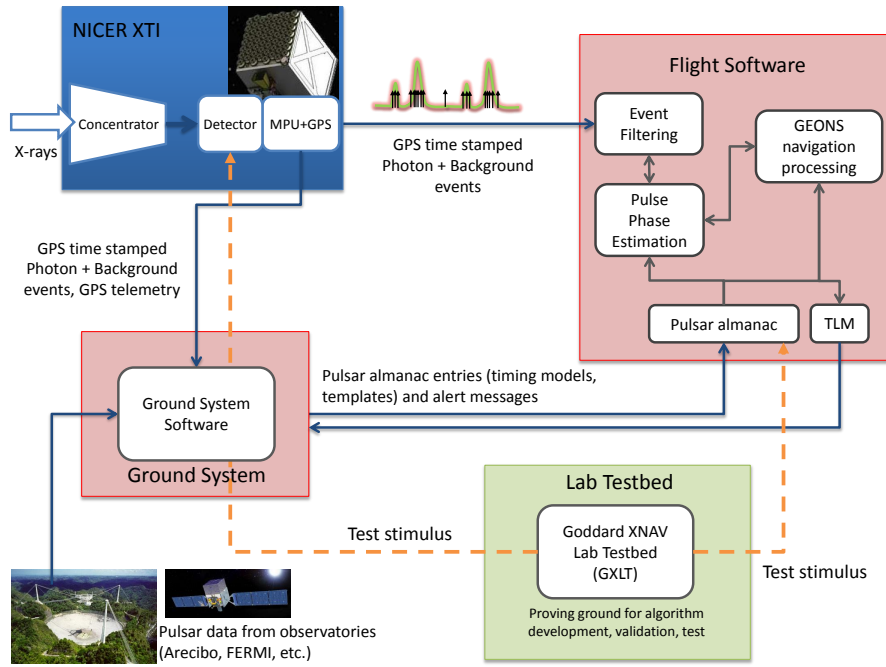 NICER XTI
X-rays
Concentrator
Detector
MPU+GPS
GPS time stamped
Photon + Background
events
Flight Software
Event
Filtering
GEONS
navigation
processing
Pulse
Phase
Estimation
Pulsar almanac
TLM
GPS time stamped
Photon + Background
events, GPS telemetry
Ground System
Software
Ground System
Pulsar almanac entries (timing models,
templates) and alert messages
Lab Testbed
Goddard XNAV
Lab Testbed
(GXLT)
Proving ground for algorithm
development, validation, test
Test stimulus
Test stimulus
Pulsar data from observatories
(Arecibo, FERMI, etc.)